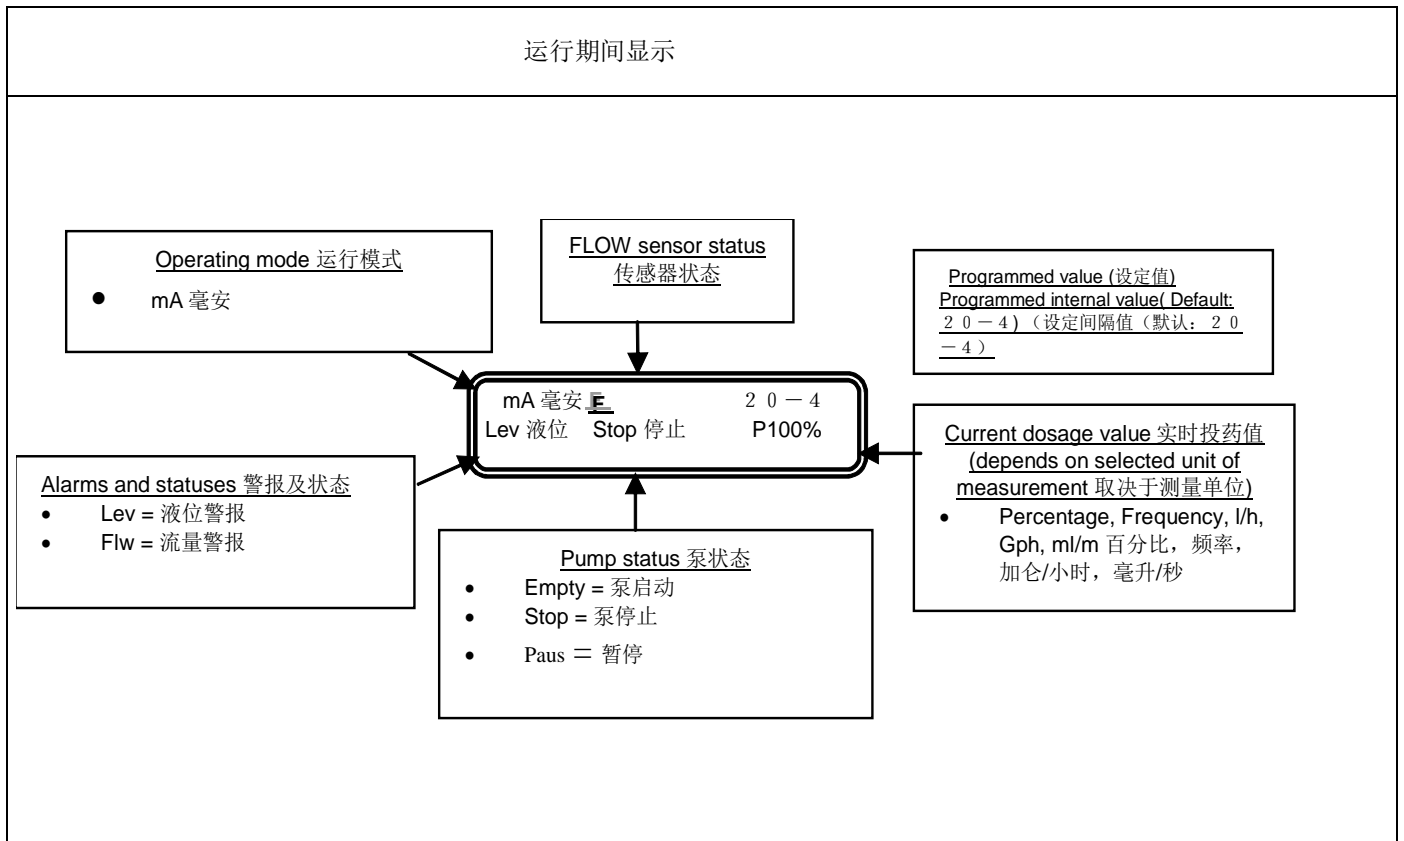 运行期间显示
Operating mode 运行模式
● mA 毫安
FLOW sensor status
传感器状态
Programmed value (设定值)
Programmed internal value( Default:
２０－４) （设定间隔值（默认：２０
－４）
mA 毫安 F ２０－４
Lev 液位 Stop 停止 P100%
Alarms and statuses 警报及状态
• Lev = 液位警报
• Flw = 流量警报
Pump status 泵状态
• Empty = 泵启动
• Stop = 泵停止
• Paus ＝ 暂停
Current dosage value 实时投药值
(depends on selected unit of
measurement 取决于测量单位)
• Percentage, Frequency, l/h,
Gph, ml/m 百分比，频率，
加仑/小时，毫升/秒